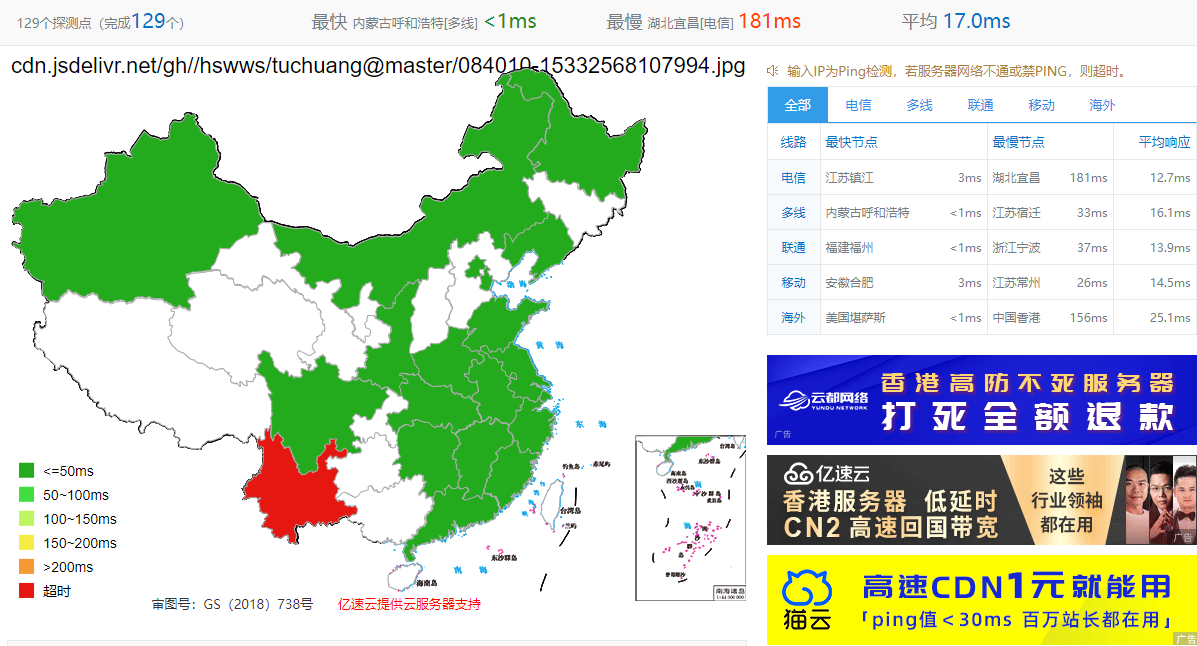 129个探测点（完成129个） 最快 内蒙古呼和浩特[多线] <1ms 最慢 湖北宜昌[电信] 181ms 平均 17.0ms
cdn.jsdelivr.net/gh//hswws/tuchuang@master/084010-15332568107994.jpg
渤 海
黄 海
东 海
钓鱼岛
赤尾屿
台湾岛
兰屿
东沙群岛
南 海
海南岛
<=50ms
50~100ms
100~150ms
150~200ms
>200ms
超时
审图号：GS（2018）738号 亿速云提供云服务器支持
台湾岛
东沙群岛
海南岛
西沙群岛
南海诸岛
输入IP为Ping检测，若服务器网络不通或禁PING，则超时。
全部 电信 多线 联通 移动 海外
线路 最快节点 最慢节点 平均响应
电信 江苏镇江 3ms 湖北宜昌 181ms 12.7ms
多线 内蒙古呼和浩特 <1ms 江苏宿迁 33ms 16.1ms
联通 福建福州 <1ms 浙江宁波 37ms 13.9ms
移动 安徽合肥 3ms 江苏常州 26ms 14.5ms
海外 美国堪萨斯 <1ms 中国香港 156ms 25.1ms
云都网络
YUNDU NETWORK
香港高防不死服务器
打死全额退款
广告
亿速云
香港服务器 低延时
CN2 高速回国带宽
这些
行业领袖
都在用
广告
猫云
高速CDN1元就能用
「ping值＜30ms 百万站长都在用」
广告